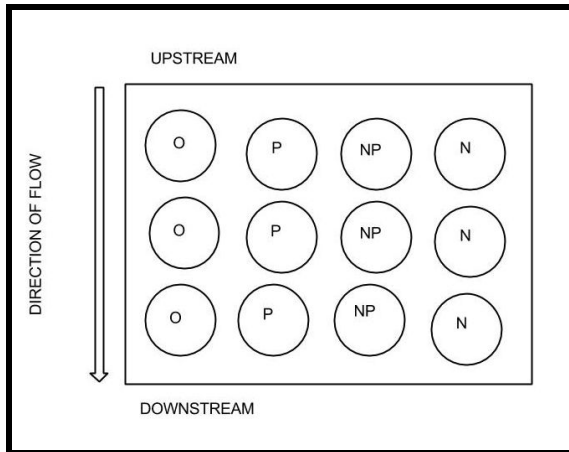 UPSTREAM
DIRECTION OF FLOW
O P NP N
O P NP N
O P NP N
DOWNSTREAM